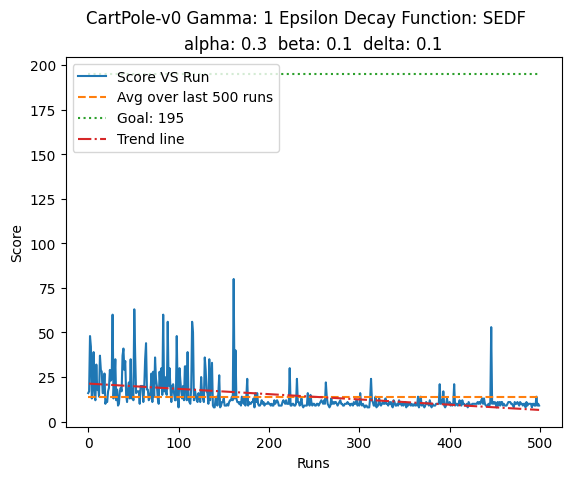 CartPole-v0 Gamma: 1 Epsilon Decay Function: SEDF
alpha: 0.3  beta: 0.1  delta: 0.1
Score VS Run
Avg over last 500 runs
Goal: 195
Trend line
200
175
150
125
100
75
50
25
0
Score
0 100 200 300 400 500
Runs